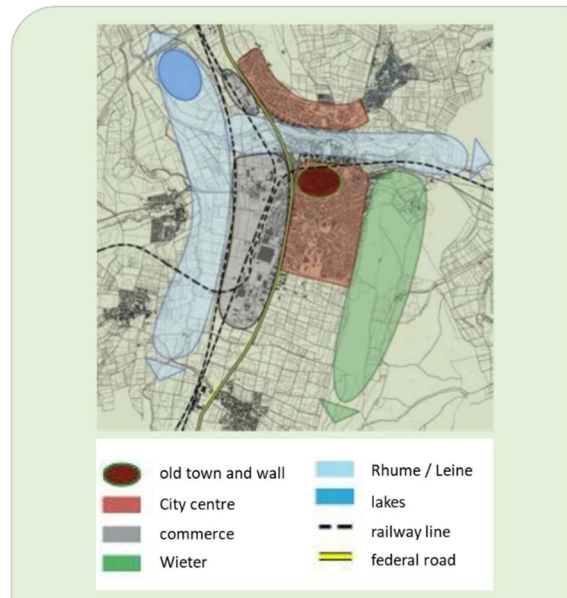 old town and wall
City centre
commerce
Wieter
Rhume / Leine
lakes
railway line
federal road